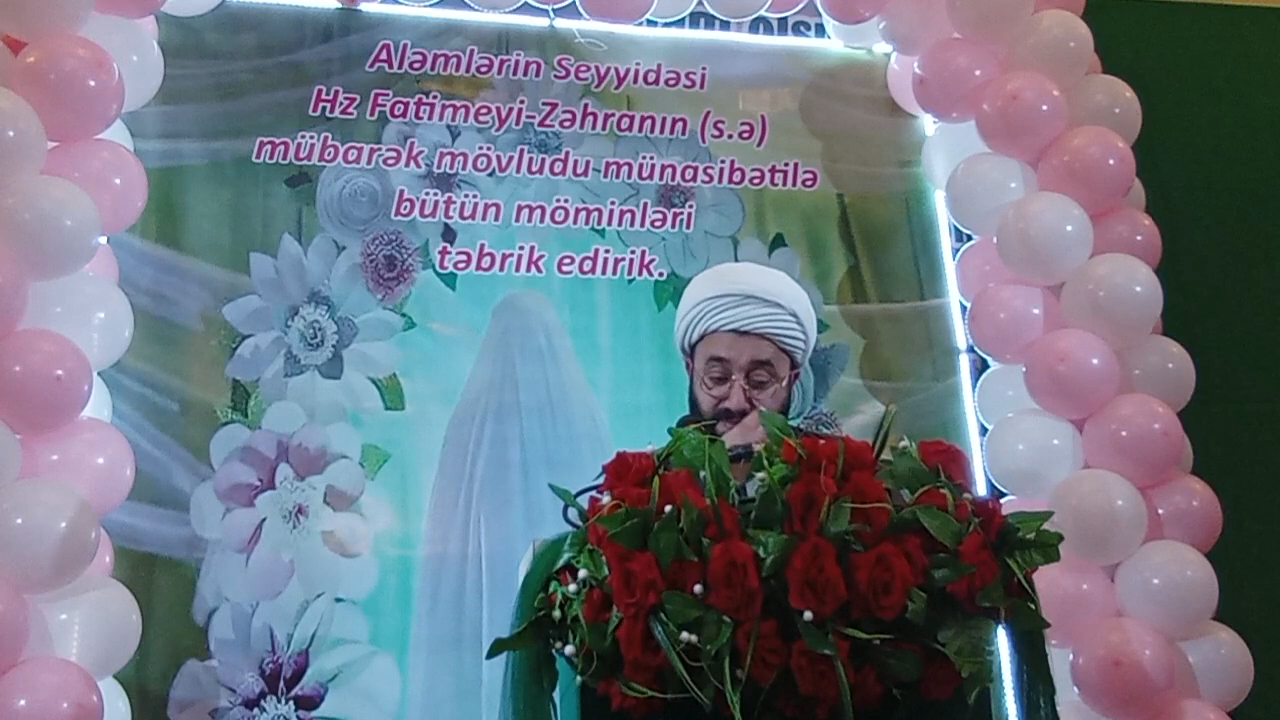 Aləmlərin Seyyidəsi
Hz Fatimeyi-Zəhranın (s.ə)
mübarək mövludu münasibətilə
bütün möminləri
təbrik edirik.